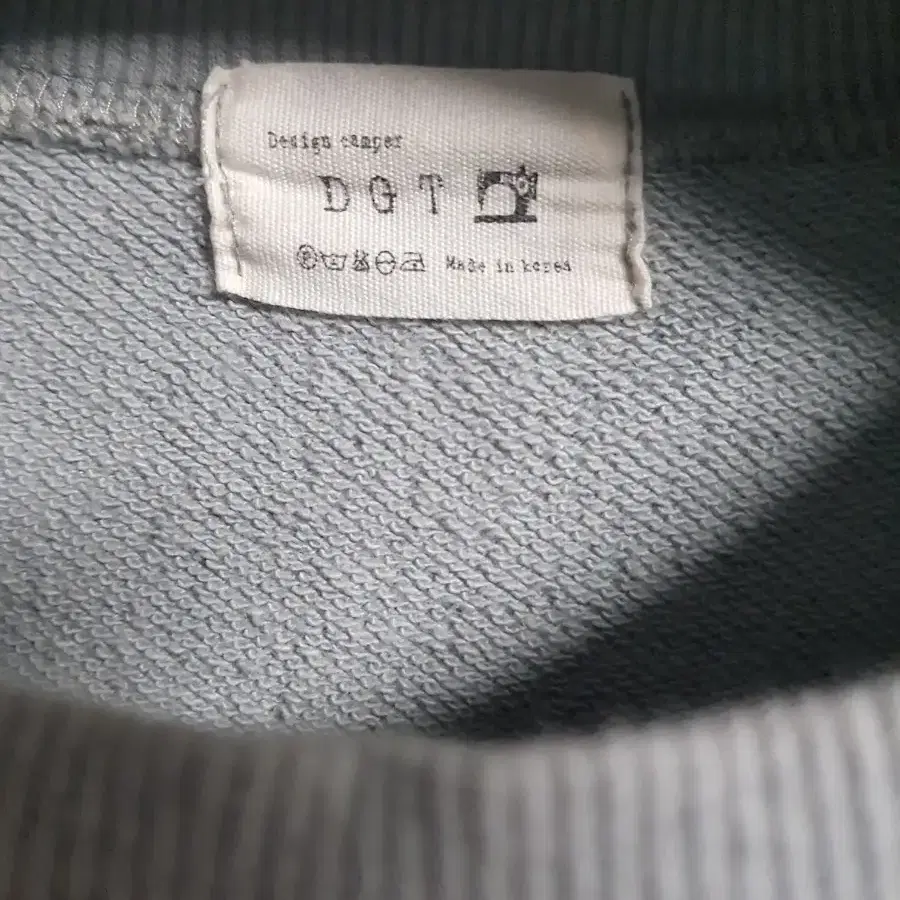 Design camper
DGT
Made in korea